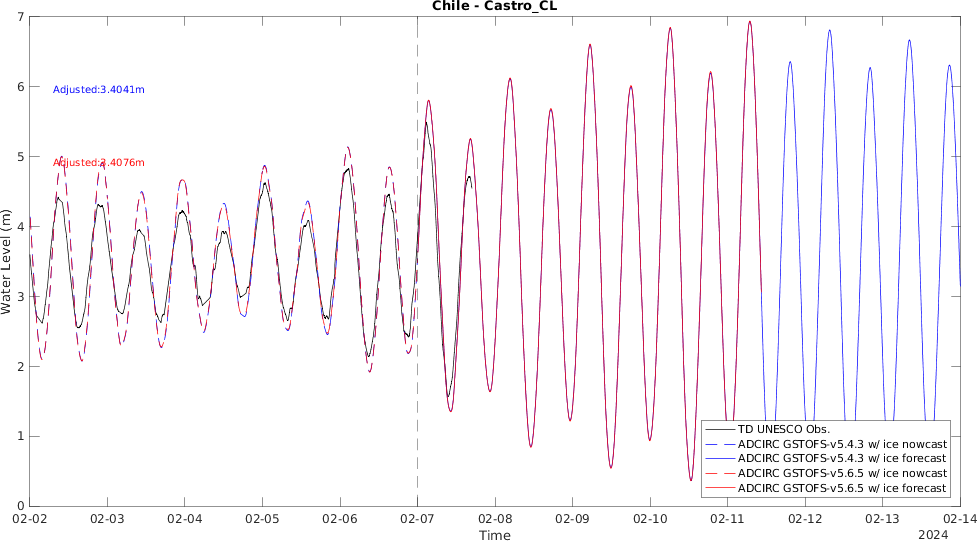 Chile - Castro_CL
7
6
5
4
3
2
1
0
Water Level (m)
Adjusted:3.4041m
Adjusted:3.4076m
TD UNESCO Obs.
ADCIRC GSTOFS-v5.4.3 w/ ice nowcast
ADCIRC GSTOFS-v5.4.3 w/ ice forecast
ADCIRC GSTOFS-v5.6.5 w/ ice nowcast
ADCIRC GSTOFS-v5.6.5 w/ ice forecast
02-02 02-03 02-04 02-05 02-06 02-07 02-08 02-09 02-10 02-11 02-12 02-13 02-14
Time
2024